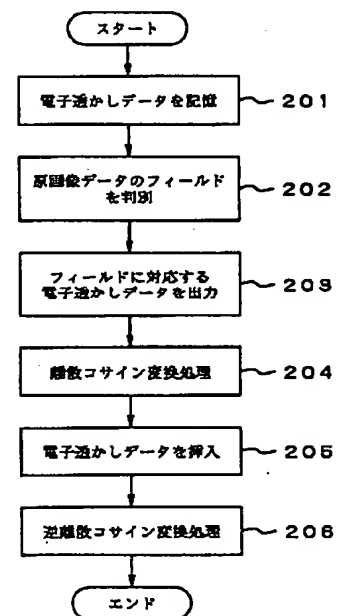 スタート
電子透かしデータを記憶
201
原画像データのフィールド
を判別
202
フィールドに対応する
電子透かしデータを出力
203
離散コサイン変換処理
204
電子透かしデータを挿入
205
逆離散コサイン変換処理
206
エンド